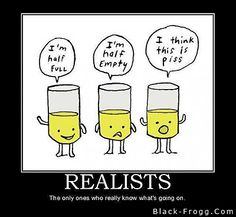 I'm
half
FULL
I'm
half
Empty
I think
this is
piss
REALISTS
The only ones who really know what's going on.
Black-Frogg.Com